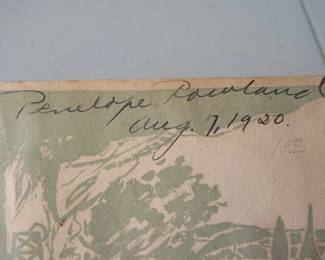 Penelope Rowland
Aug. 7, 1920.